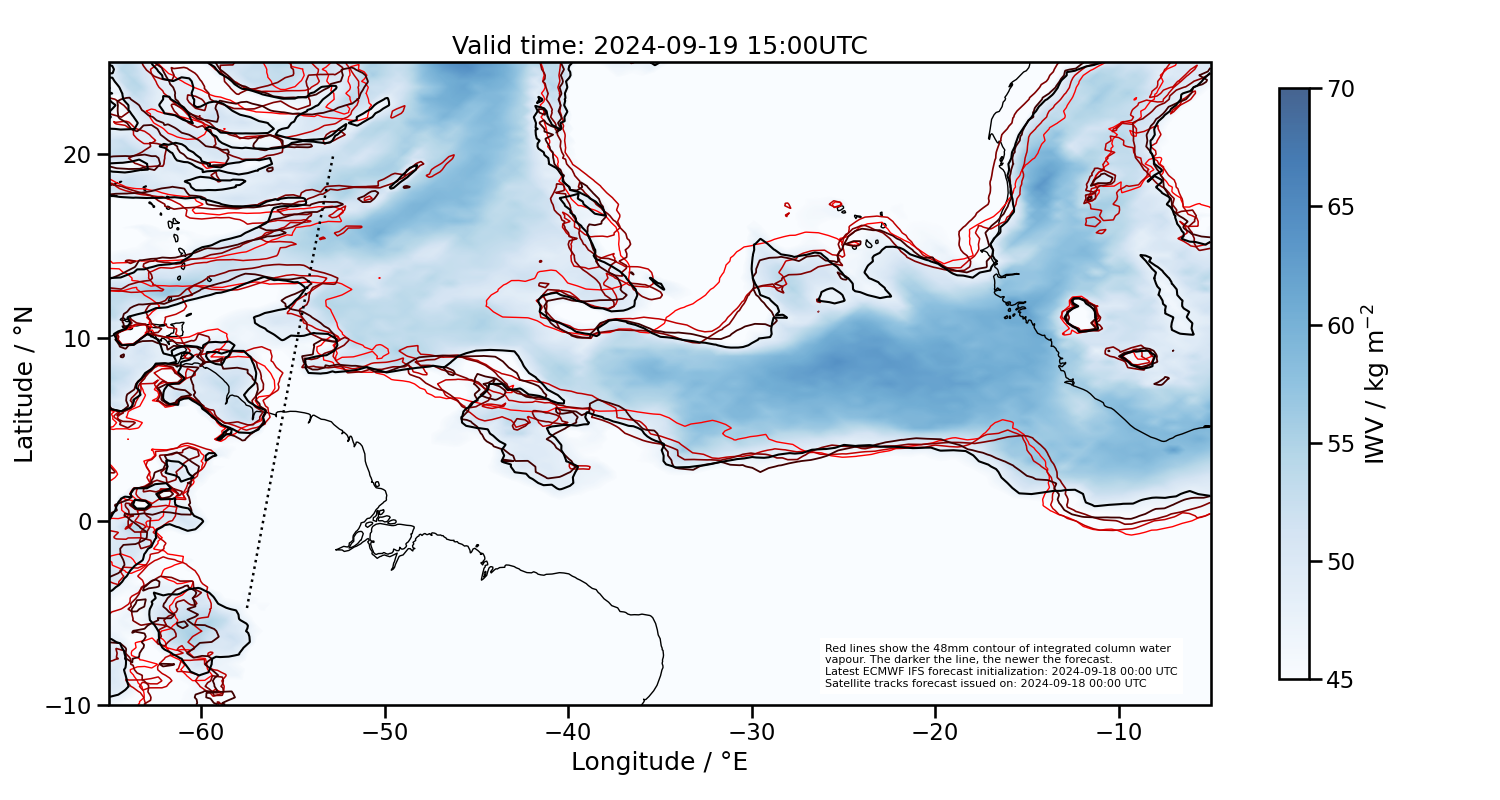 Valid time: 2024-09-19 15:00UTC
Latitude / °N
20
10
0
−10
−60
−50
−40
−30
−20
−10
Longitude / °E
Red lines show the 48mm contour of integrated column water
vapour. The darker the line, the newer the forecast.
Latest ECMWF IFS forecast initialization: 2024-09-18 00:00 UTC
Satellite tracks forecast issued on: 2024-09-18 00:00 UTC
70
65
60
55
50
45
IWV / kg m⁻²